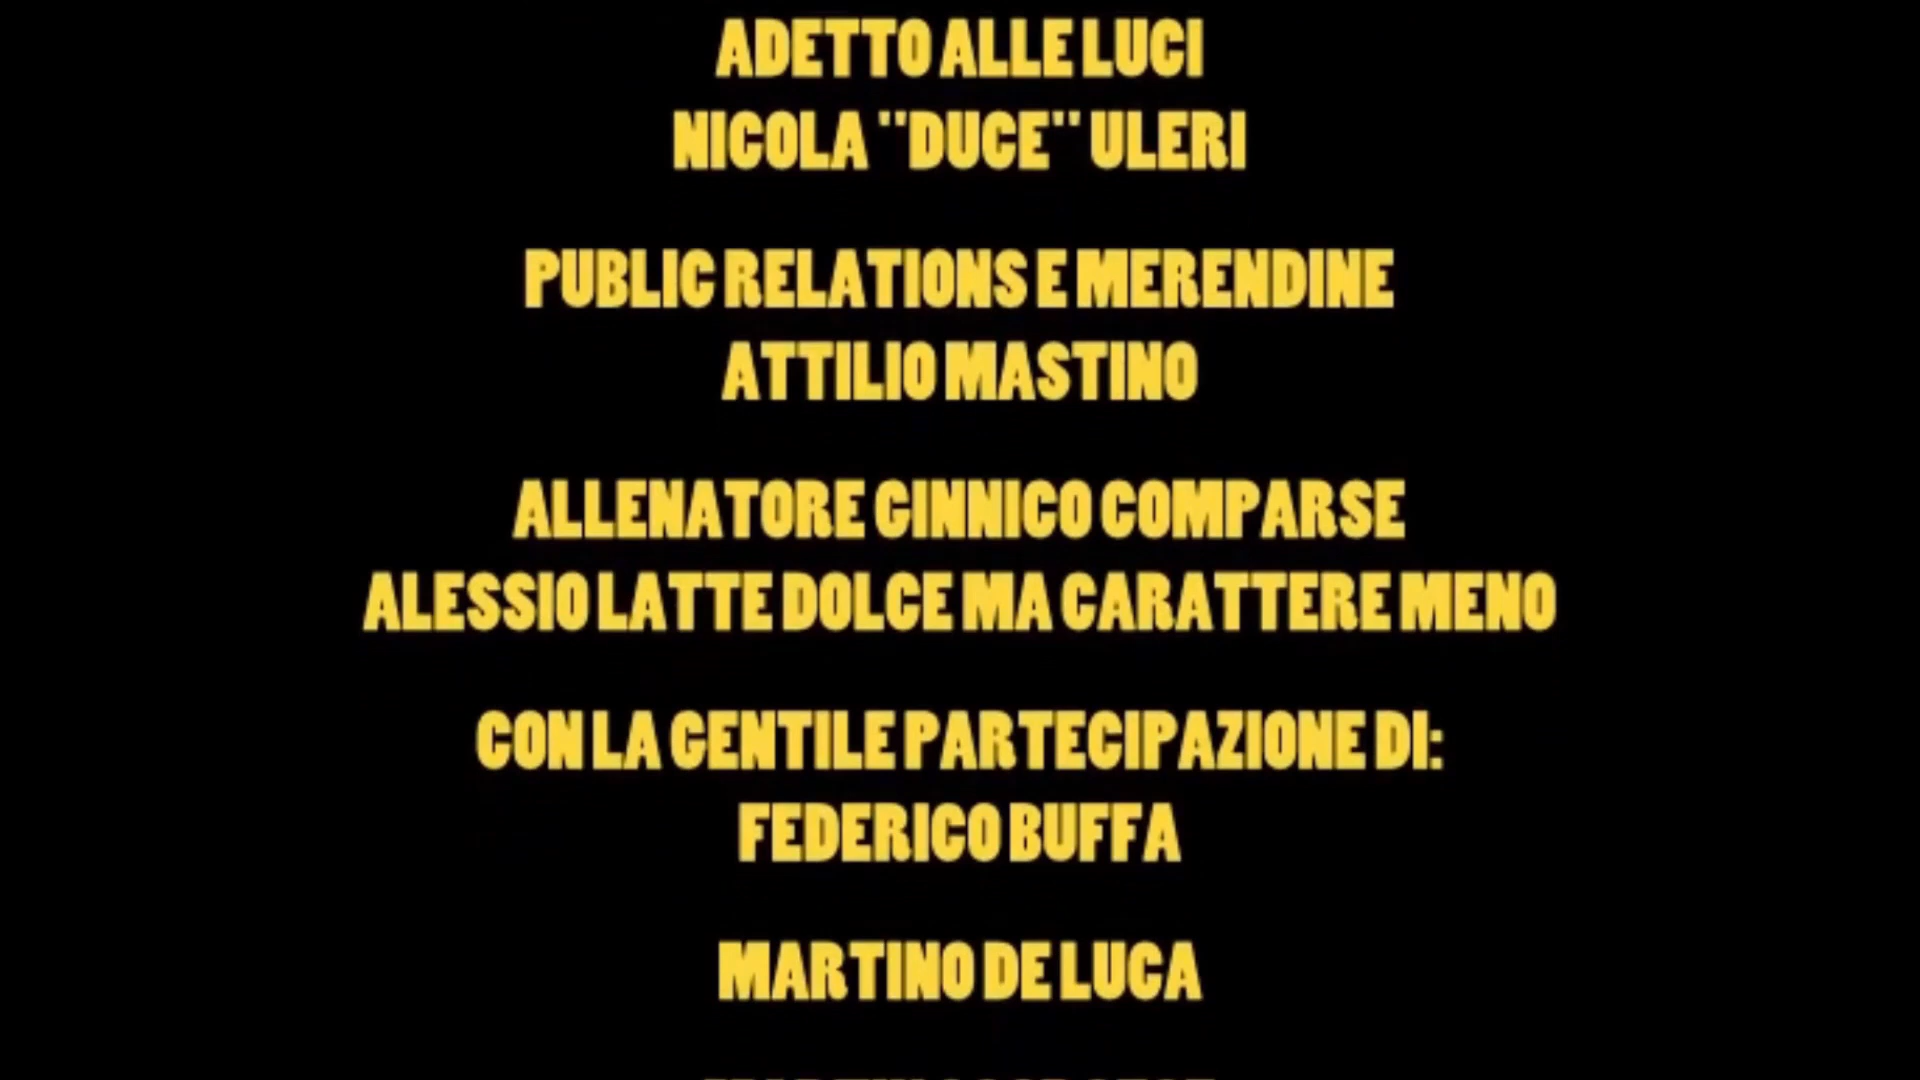 ADETTO ALLE LUCI
NICOLA "DUCE" ULERI
PUBLIC RELATIONS E MERENDINE
ATTILIO MASTINO
ALLENATORE GINNICO COMPARSE
ALESSIO LATTE DOLCE MA CARATTERE MENO
CON LA GENTILE PARTECIPAZIONE DI:
FEDERICO BUFFA
MARTINO DE LUCA